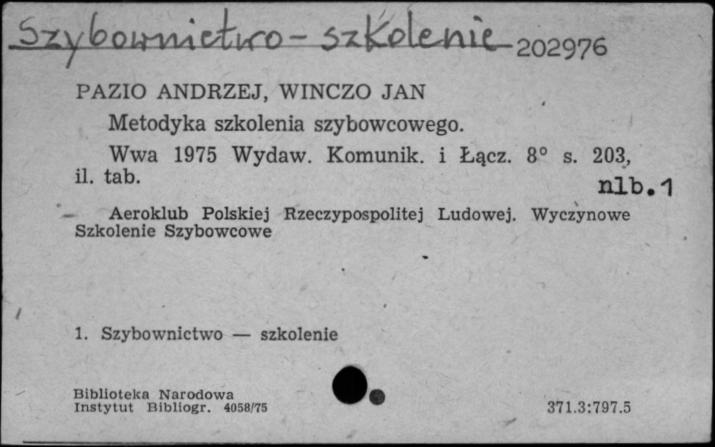 Szybownictwo - szkolenie 202976
PAZIO ANDRZEJ, WINCZO JAN
Metodyka szkolenia szybowcowego.
Wwa 1975 Wydaw. Komunik. i Łącz. 8° s. 203,
il. tab. nlb.1
— Aeroklub Polskiej Rzeczypospolitej Ludowej. Wyczynowe
Szkolenie Szybowcowe
1. Szybownictwo — szkolenie
Biblioteka Narodowa
Instytut Bibliogr. 4058/75 371.3:797.5